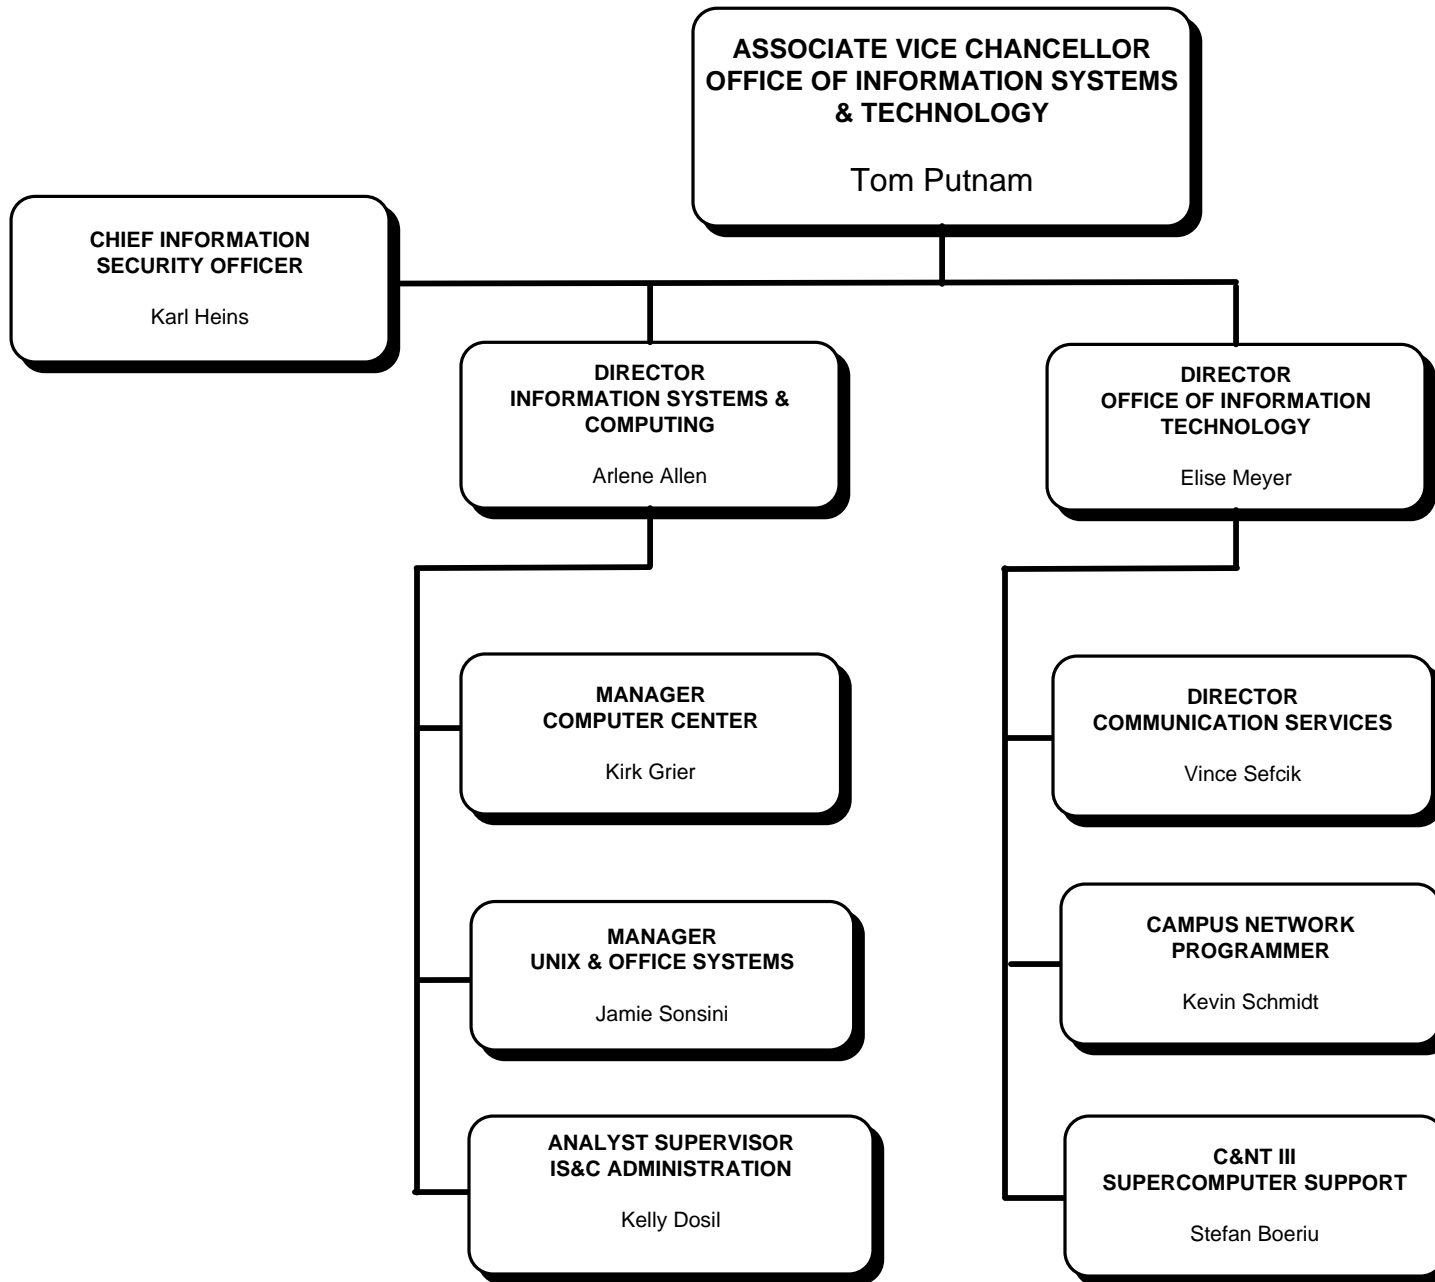 ASSOCIATE VICE CHANCELLOR
OFFICE OF INFORMATION SYSTEMS
& TECHNOLOGY
Tom Putnam
CHIEF INFORMATION
SECURITY OFFICER
Karl Heins
DIRECTOR
INFORMATION SYSTEMS &
COMPUTING
Arlene Allen
DIRECTOR
OFFICE OF INFORMATION
TECHNOLOGY
Elise Meyer
MANAGER
COMPUTER CENTER
Kirk Grier
DIRECTOR
COMMUNICATION SERVICES
Vince Sefcik
MANAGER
UNIX & OFFICE SYSTEMS
Jamie Sonsini
CAMPUS NETWORK
PROGRAMMER
Kevin Schmidt
ANALYST SUPERVISOR
IS&C ADMINISTRATION
Kelly Dosil
C&NT III
SUPERCOMPUTER SUPPORT
Stefan Boeriu